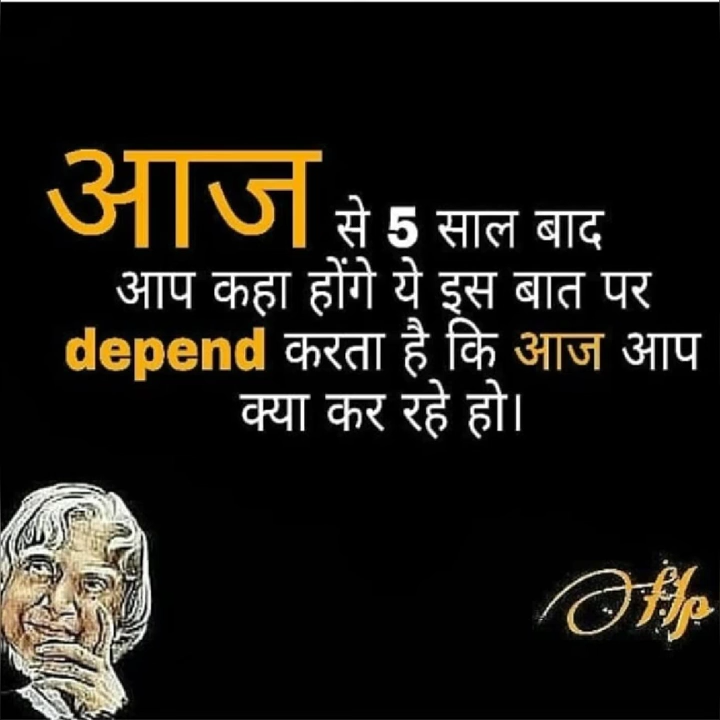 आज से 5 साल बाद
आप कहा होंगे ये इस बात पर
depend करता है कि आज आप
क्या कर रहे हो।